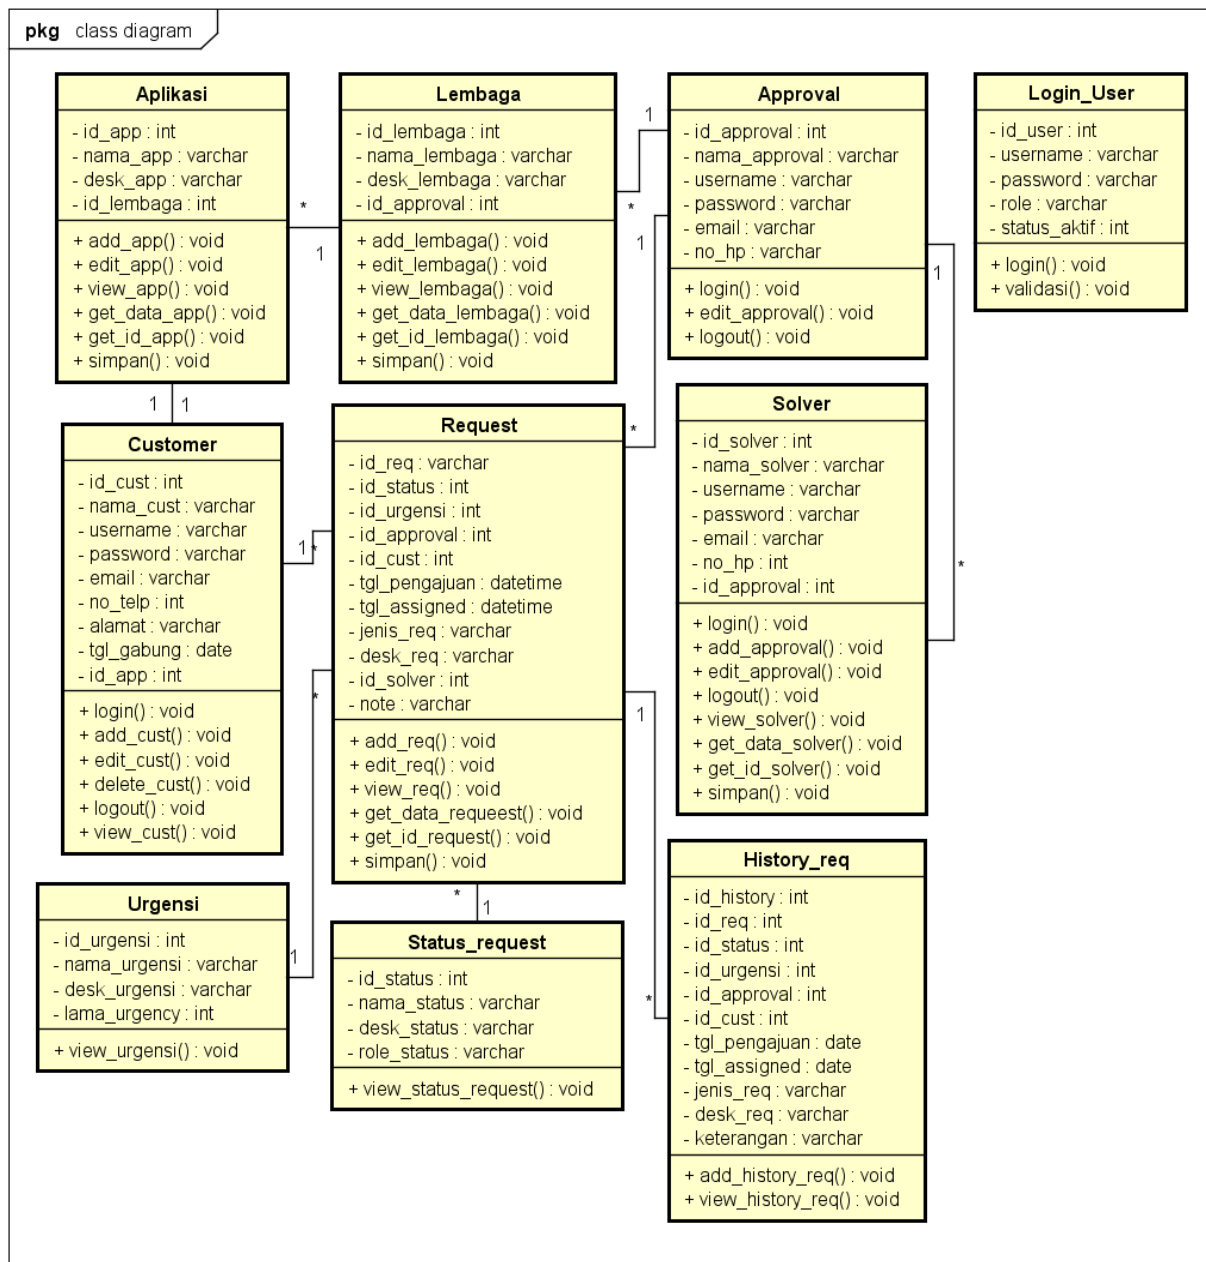 pkg class diagram
Aplikasi
- id_app : int
- nama_app : varchar
- desk_app : varchar
- id_lembaga : int
+ add_app() : void
+ edit_app() : void
+ view_app() : void
+ get_data_app() : void
+ get_id_app() : void
+ simpan() : void
*
1
Lembaga
- id_lembaga : int
- nama_lembaga : varchar
- desk_lembaga : varchar
- id_approval : int
+ add_lembaga() : void
+ edit_lembaga() : void
+ view_lembaga() : void
+ get_data_lembaga() : void
+ get_id_lembaga() : void
+ simpan() : void
1
*
Approval
- id_approval : int
- nama_approval : varchar
- username : varchar
- password : varchar
- email : varchar
- no_hp : varchar
+ login() : void
+ edit_approval() : void
+ logout() : void
1
*
1
*
Login_User
- id_user : int
- username : varchar
- password : varchar
- role : varchar
- status_aktif : int
+ login() : void
+ validasi() : void
1
1
Customer
- id_cust : int
- nama_cust : varchar
- username : varchar
- password : varchar
- email : varchar
- no_telp : int
- alamat : varchar
- tgl_gabung : date
- id_app : int
+ login() : void
+ add_cust() : void
+ edit_cust() : void
+ delete_cust() : void
+ logout() : void
+ view_cust() : void
1
*
Request
- id_req : varchar
- id_status : int
- id_urgensi : int
- id_approval : int
- id_cust : int
- tgl_pengajuan : datetime
- tgl_assigned : datetime
- jenis_req : varchar
- desk_req : varchar
- id_solver : int
- note : varchar
+ add_req() : void
+ edit_req() : void
+ view_req() : void
+ get_data_requeest() : void
+ get_id_request() : void
+ simpan() : void
Solver
- id_solver : int
- nama_solver : varchar
- username : varchar
- password : varchar
- email : varchar
- no_hp : int
- id_approval : int
+ login() : void
+ add_approval() : void
+ edit_approval() : void
+ logout() : void
+ view_solver() : void
+ get_data_solver() : void
+ get_id_solver() : void
+ simpan() : void
*
1
Urgensi
- id_urgensi : int
- nama_urgensi : varchar
- desk_urgensi : varchar
- lama_urgency : int
+ view_urgensi() : void
*
1
Status_request
- id_status : int
- nama_status : varchar
- desk_status : varchar
- role_status : varchar
+ view_status_request() : void
1
*
History_req
- id_history : int
- id_req : int
- id_status : int
- id_urgensi : int
- id_approval : int
- id_cust : int
- tgl_pengajuan : date
- tgl_assigned : date
- jenis_req : varchar
- desk_req : varchar
- keterangan : varchar
+ add_history_req() : void
+ view_history_req() : void